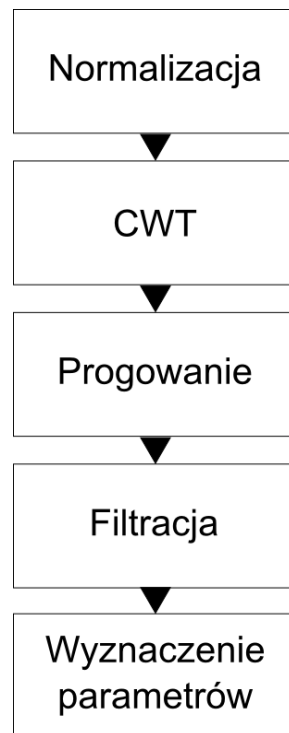 Normalizacja
CWT
Progowanie
Filtracja
Wyznaczenie
parametrów